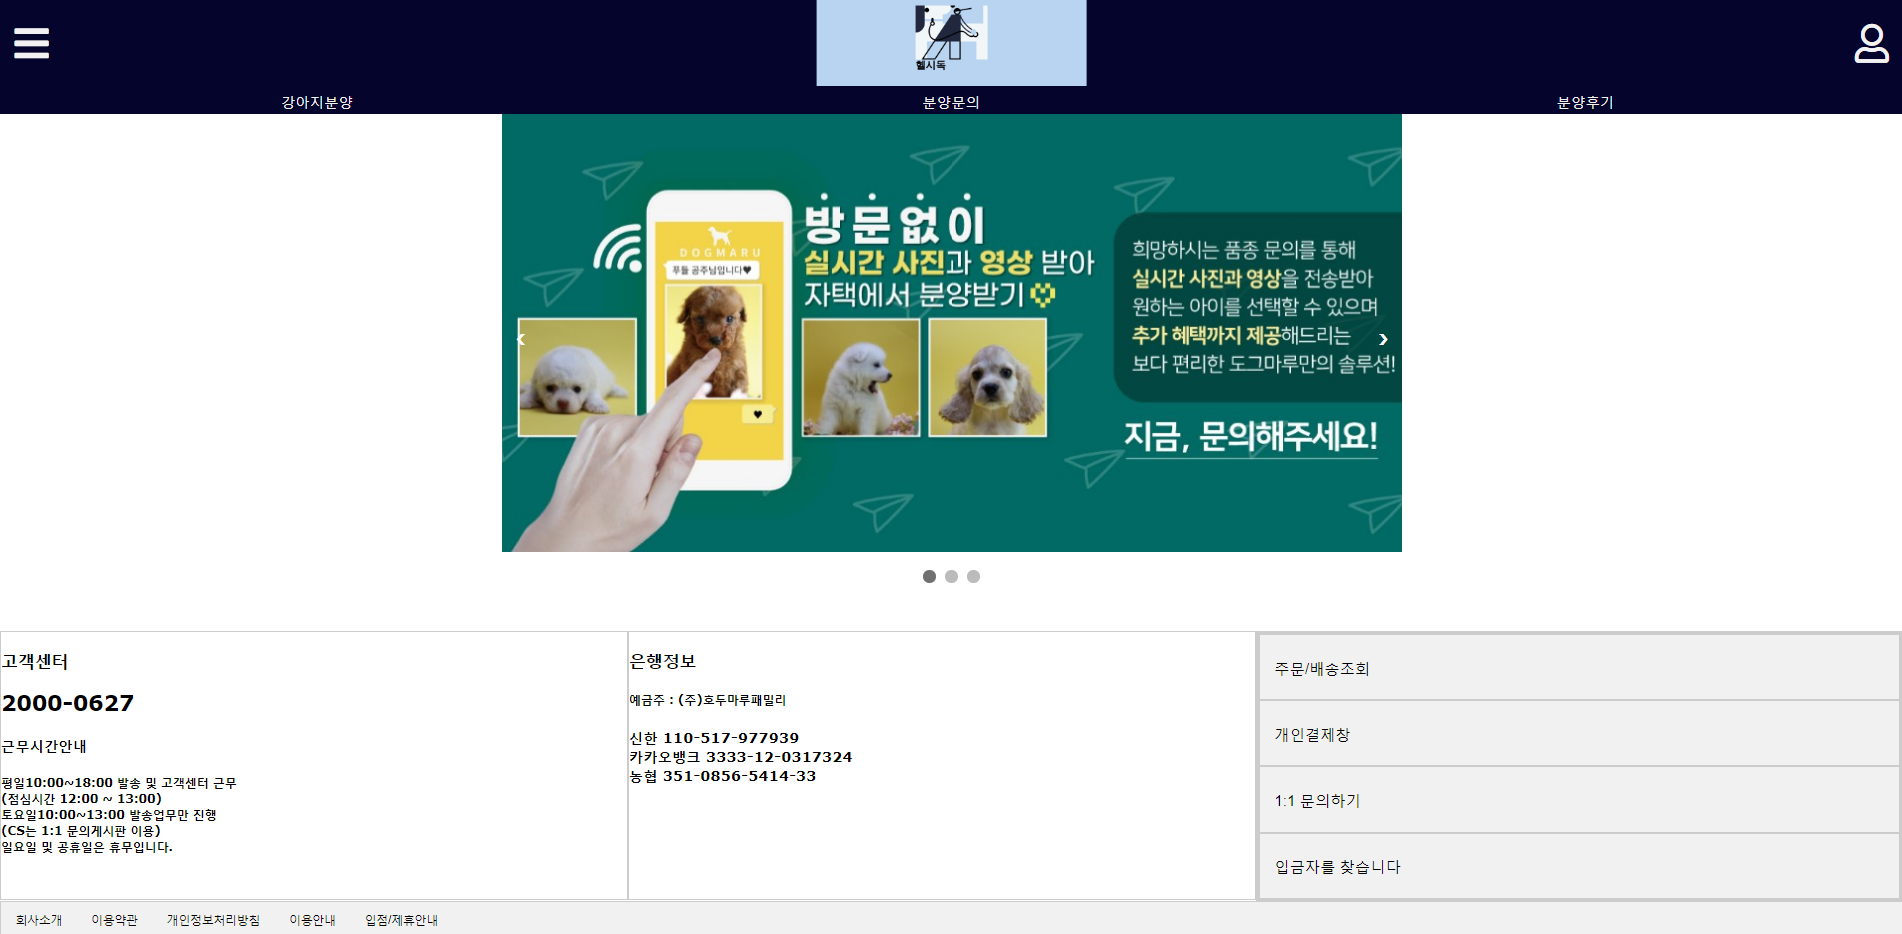 헬시독
강아지분양
분양문의
분양후기
방문없이
실시간 사진과 영상 받아
자택에서 분양받기
DOGMARU
푸들 공주님입니다♥
희망하시는 품종 문의를 통해
실시간 사진과 영상을 전송받아
원하는 아이를 선택할 수 있으며
추가 혜택까지 제공해드리는
보다 편리한 도그마루만의 솔루션!
지금, 문의해주세요!
고객센터
2000-0627
근무시간안내
평일10:00~18:00 발송 및 고객센터 근무
(점심시간 12:00 ~ 13:00)
토요일10:00~13:00 발송업무만 진행
(CS는 1:1 문의게시판 이용)
일요일 및 공휴일은 휴무입니다.
은행정보
예금주 : (주)호두마루패밀리
신한 110-517-977939
카카오뱅크 3333-12-0317324
농협 351-0856-5414-33
주문/배송조회
개인결제창
1:1 문의하기
입금자를 찾습니다
회사소개
이용약관
개인정보처리방침
이용안내
입점/제휴안내